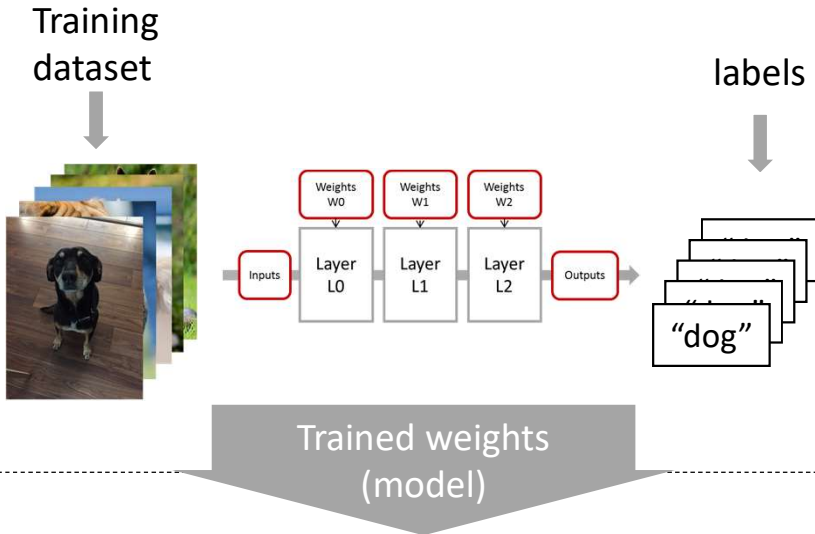 Training
dataset
labels
Weights
W0
Weights
W1
Weights
W2
Inputs
Layer
L0
Layer
L1
Layer
L2
Outputs
“dog”
Trained weights
(model)